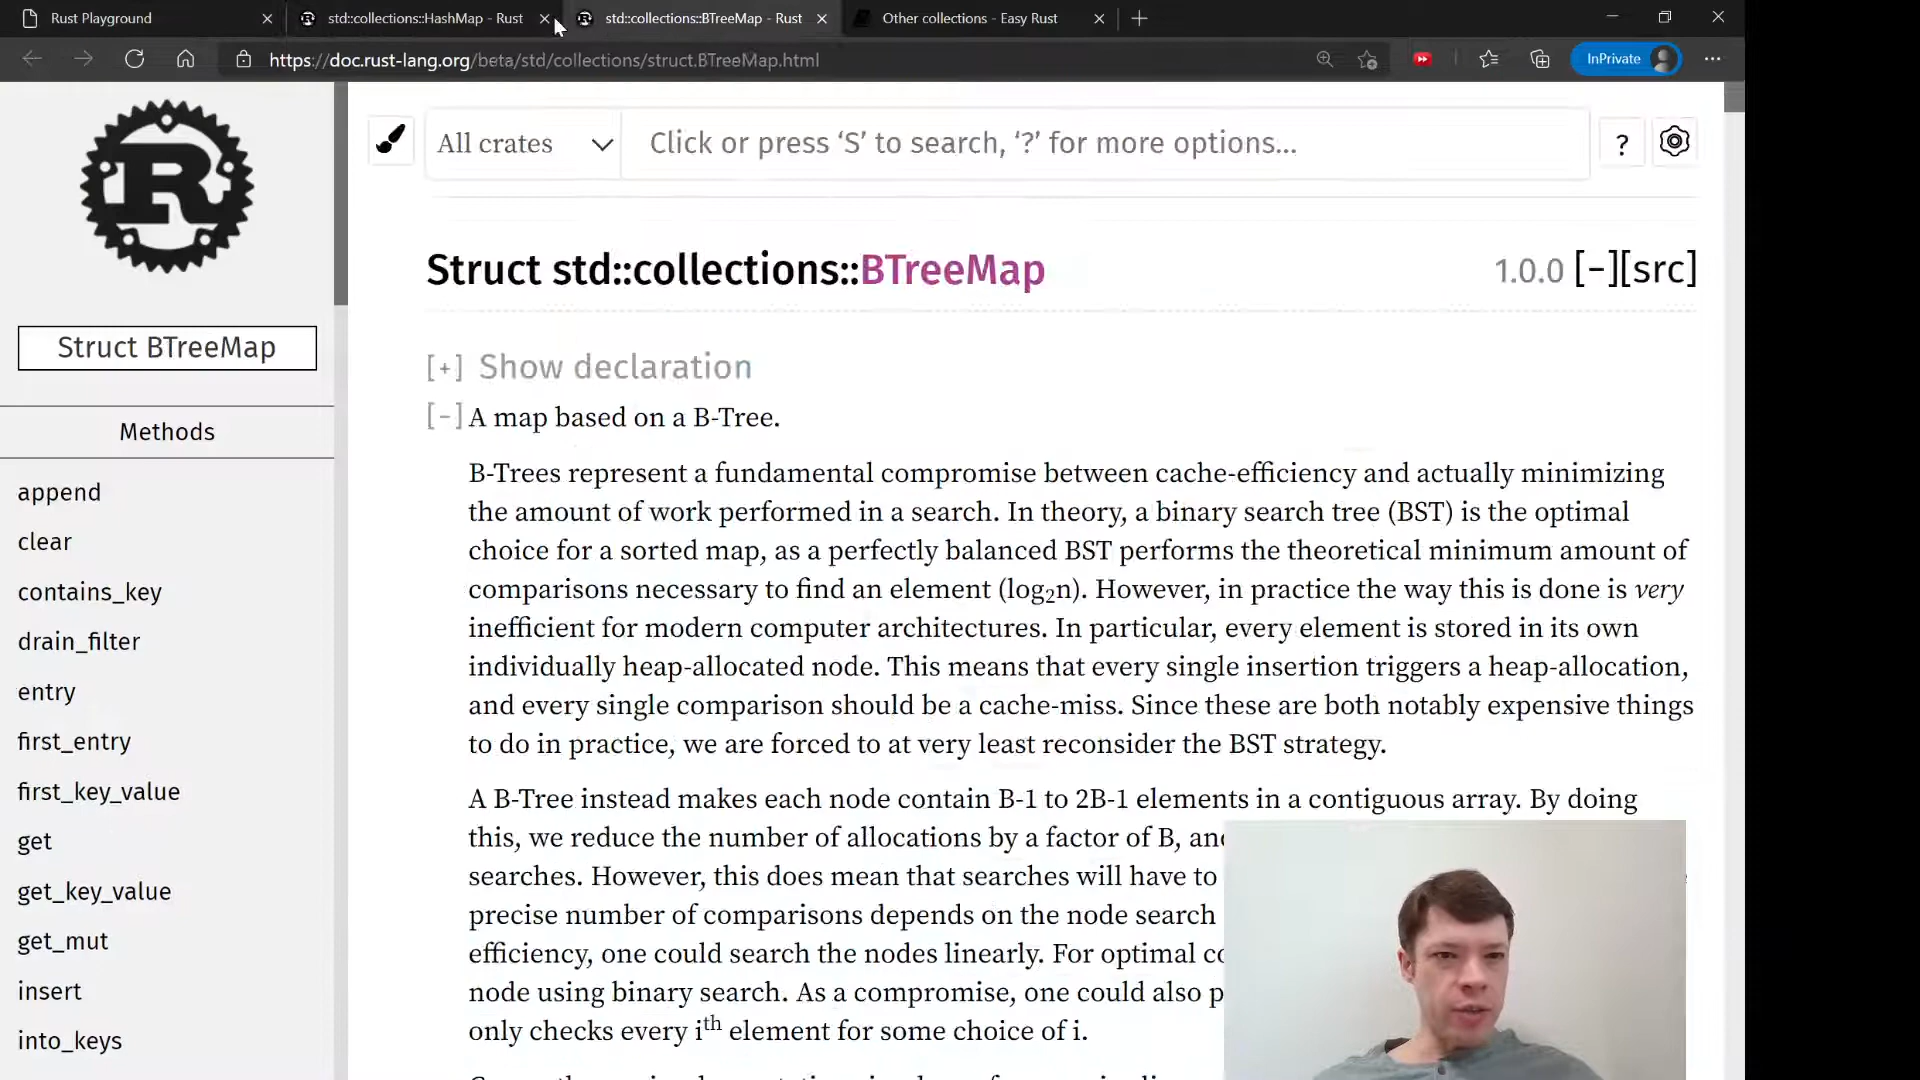 Rust Playground
std::collections::HashMap - Rust
std::collections::BTreeMap - Rust
Other collections - Easy Rust
https://doc.rust-lang.org/beta/std/collections/struct.BTreeMap.html
InPrivate
R
All crates
Click or press ‘S’ to search, ‘?’ for more options...
?
Struct std::collections::BTreeMap
1.0.0 [-][src]
Struct BTreeMap
Methods
append
clear
contains_key
drain_filter
entry
first_entry
first_key_value
get
get_key_value
get_mut
insert
into_keys
[+] Show declaration
[-] A map based on a B-Tree.
B-Trees represent a fundamental compromise between cache-efficiency and actually minimizing
the amount of work performed in a search. In theory, a binary search tree (BST) is the optimal
choice for a sorted map, as a perfectly balanced BST performs the theoretical minimum amount of
comparisons necessary to find an element (log₂n). However, in practice the way this is done is very
inefficient for modern computer architectures. In particular, every element is stored in its own
individually heap-allocated node. This means that every single insertion triggers a heap-allocation,
and every single comparison should be a cache-miss. Since these are both notably expensive things
to do in practice, we are forced to at very least reconsider the BST strategy.
A B-Tree instead makes each node contain B-1 to 2B-1 elements in a contiguous array. By doing
this, we reduce the number of allocations by a factor of B, and
searches. However, this does mean that searches will have to
precise number of comparisons depends on the node search
efficiency, one could search the nodes linearly. For optimal
node using binary search. As a compromise, one could also
only checks every iᵗʰ element for some choice of i.